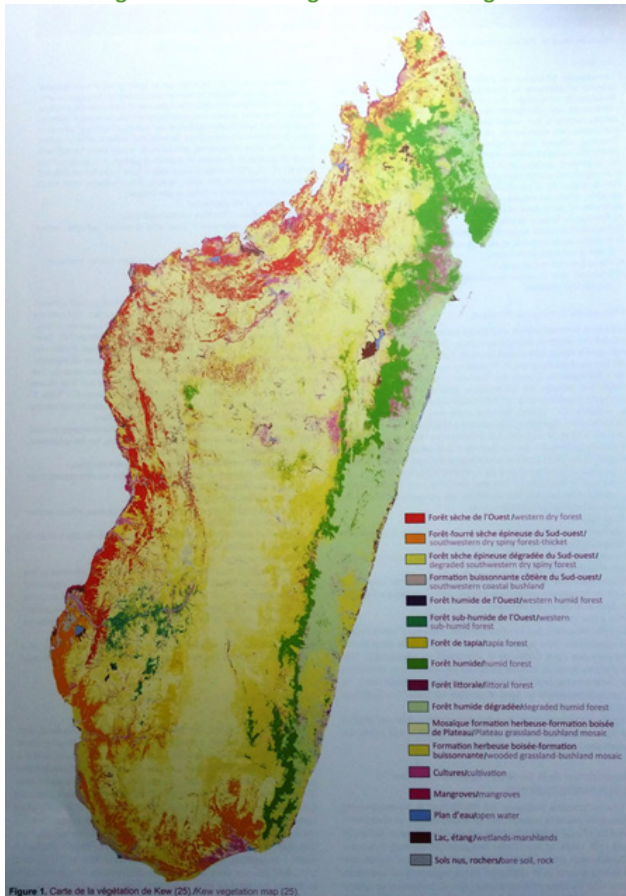 Forêt sèche de l'Ouest/western dry forest
Forêt-fourré sèche épineuse du Sud-ouest/
southwestern dry spiny forest-thicket
Forêt sèche épineuse dégradée du Sud-ouest/
degraded southwestern dry spiny forest
Formation buissonnante côtière du Sud-ouest/
southwestern coastal bushland
Forêt humide de l'Ouest/western humid forest
Forêt sub-humide de l'Ouest/western
sub-humid forest
Forêt de tapia/tapia forest
Forêt humide/humid forest
Forêt littorale/littoral forest
Forêt humide dégradée/degraded humid forest
Mosaïque formation herbeuse-formation boisée
de Plateau/Plateau grassland-bushland mosaic
Formation herbeuse boisée-formation
buissonnante/wooded grassland-bushland mosaic
Cultures/cultivation
Mangroves/mangroves
Plan d'eau/open water
Lac, étang/wetlands-marshlands
Sols nus, rochers/bare soil, rock
Figure 1. Carte de la végétation de Kew (25)./Kew vegetation map (25).